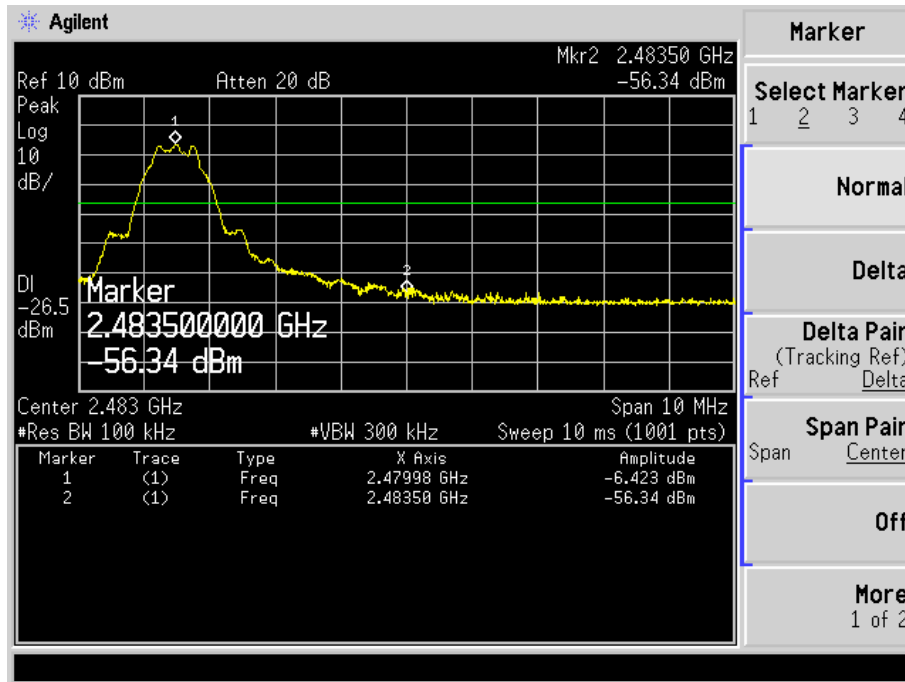 Agilent
Marker
Mkr2 2.48350 GHz
Ref 10 dBm Atten 20 dB -56.34 dBm
Peak
Log
10
dB/
1
2
DI
-26.5
dBm
Marker
2.483500000 GHz
-56.34 dBm
Center 2.483 GHz Span 10 MHz
#Res BW 100 kHz #VBW 300 kHz Sweep 10 ms (1001 pts)
Marker Trace Type X Axis Amplitude
1 (1) Freq 2.47998 GHz -6.423 dBm
2 (1) Freq 2.48350 GHz -56.34 dBm
Select Marker
1 2 3 4
Normal
Delta
Delta Pair
(Tracking Ref)
Ref Delta
Span Pair
Span Center
Off
More
1 of 2